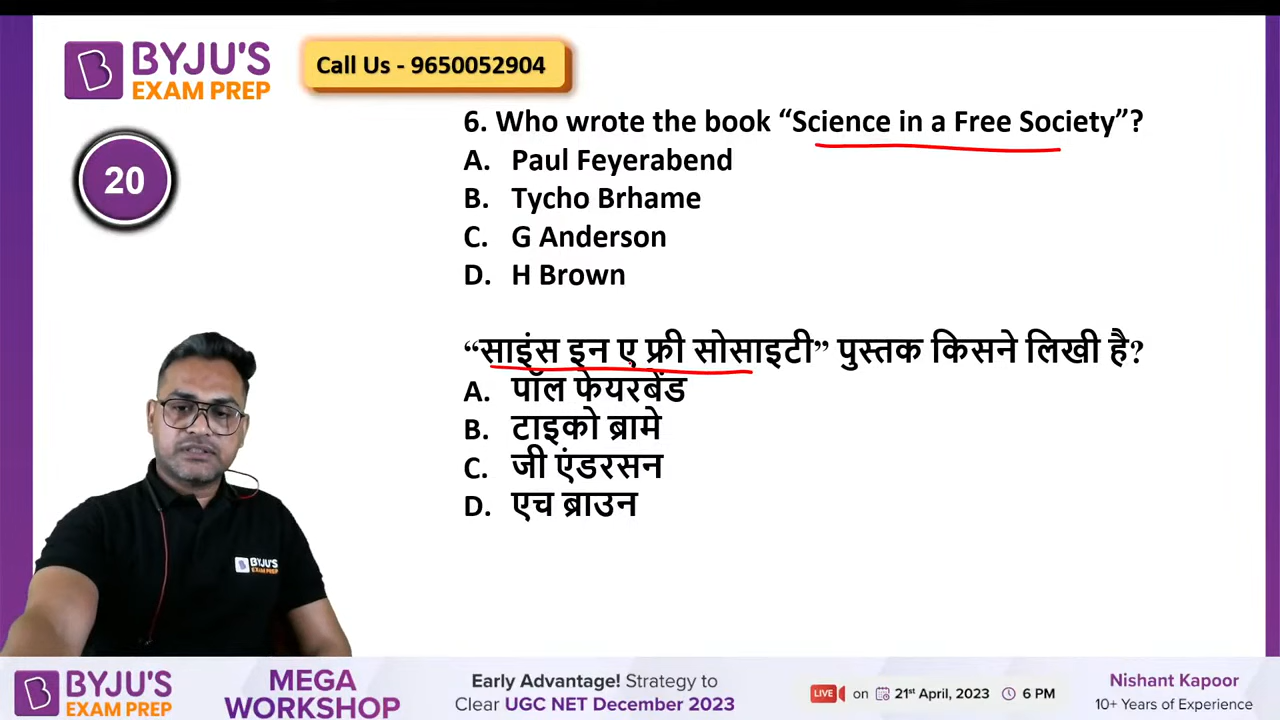 BYJU'S
EXAM PREP
Call Us - 9650052904
20
6. Who wrote the book “Science in a Free Society”?
A. Paul Feyerabend
B. Tycho Brhame
C. G Anderson
D. H Brown
“साइंस इन ए फ्री सोसाइटी” पुस्तक किसने लिखी है?
A. पॉल फेयरबेंड
B. टाइको ब्रामे
C. जी एंडरसन
D. एच ब्राउन
BYJU'S
EXAM PREP
BYJU'S
EXAM PREP
MEGA
WORKSHOP
Early Advantage! Strategy to
Clear UGC NET December 2023
LIVE on 21st April, 2023 6 PM
Nishant Kapoor
10+ Years of Experience